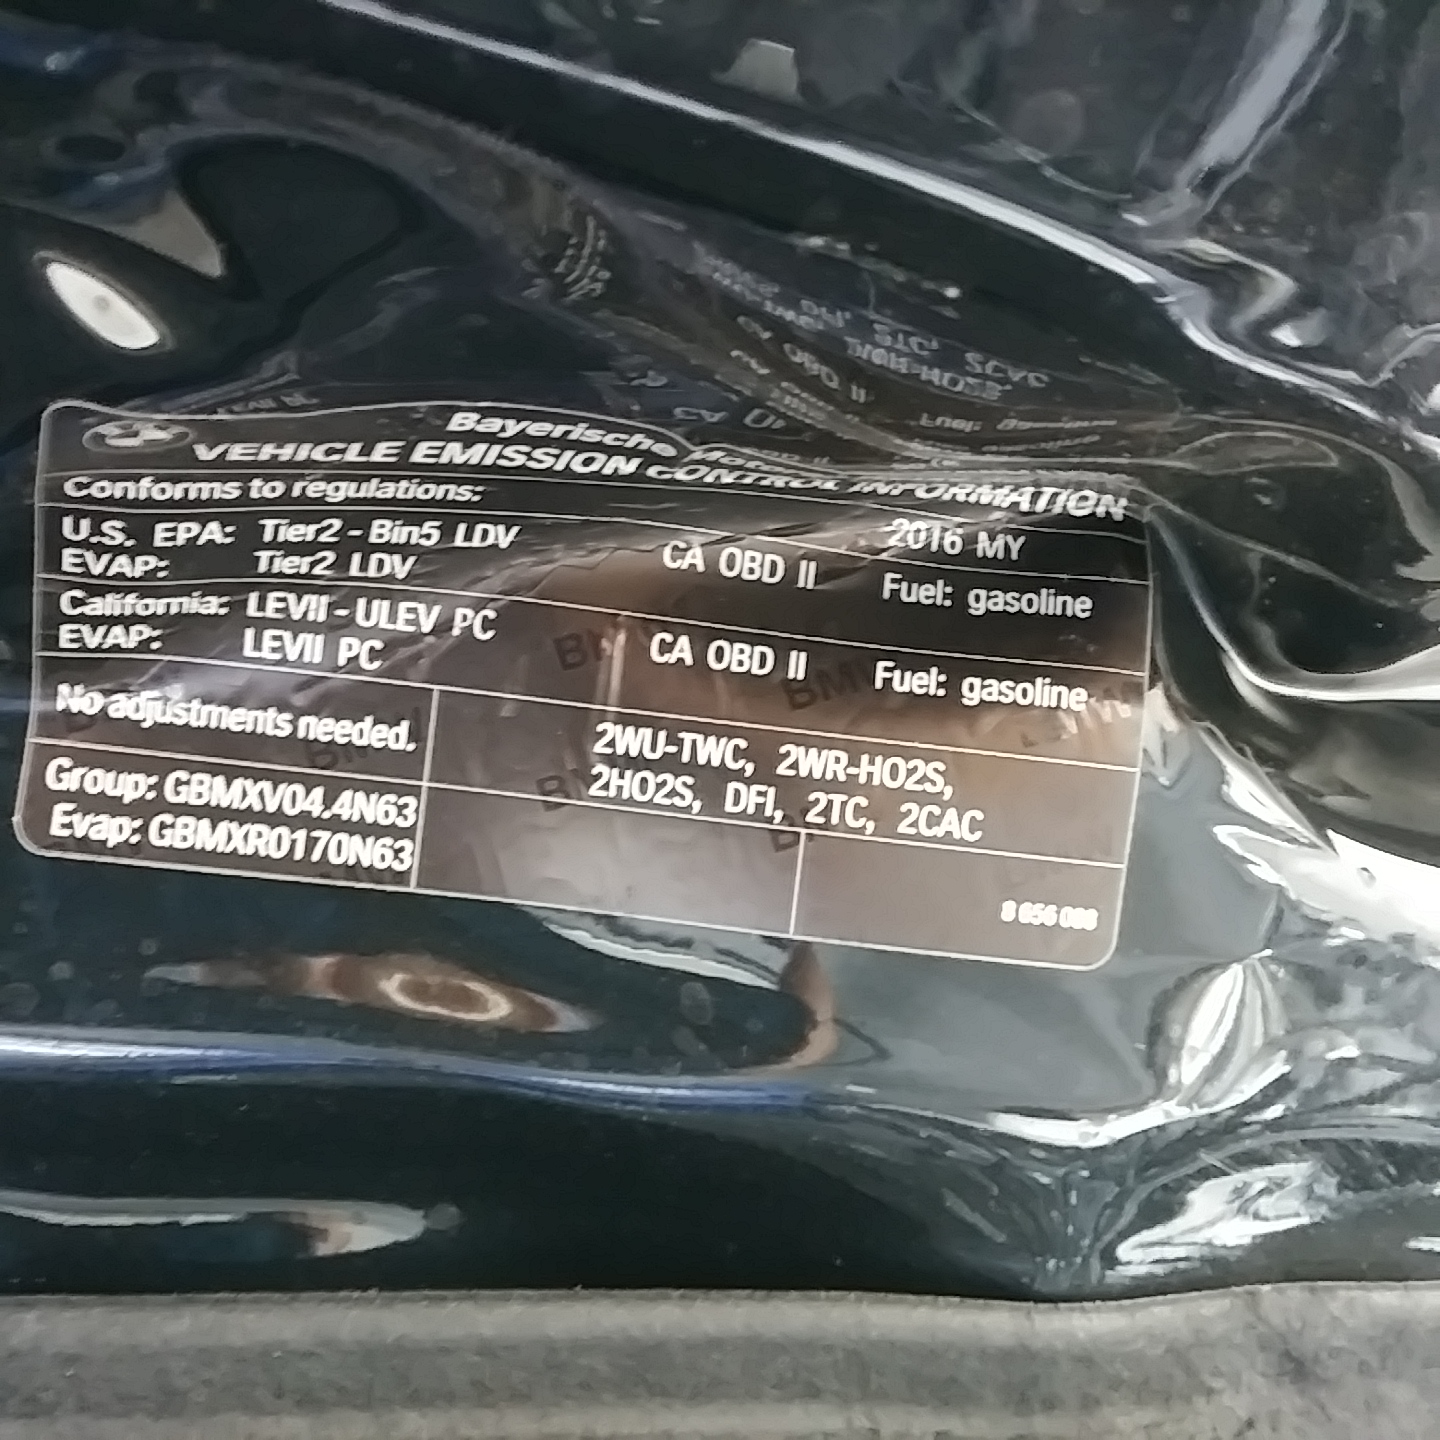 Bayerische Motoren
VEHICLE EMISSION CONTROL INFORMATION
Conforms to regulations:
2016 MY
U.S. EPA: Tier2 - Bin5 LDV
EVAP: Tier2 LDV
CA OBD II
Fuel: gasoline
California: LEVII - ULEV PC
EVAP: LEVII PC
CA OBD II
Fuel: gasoline
No adjustments needed.
2WU-TWC, 2WR-HO2S,
2HO2S, DFI, 2TC, 2CAC
Group: GBMXV04.4N63
Evap: GBMXR0170N63